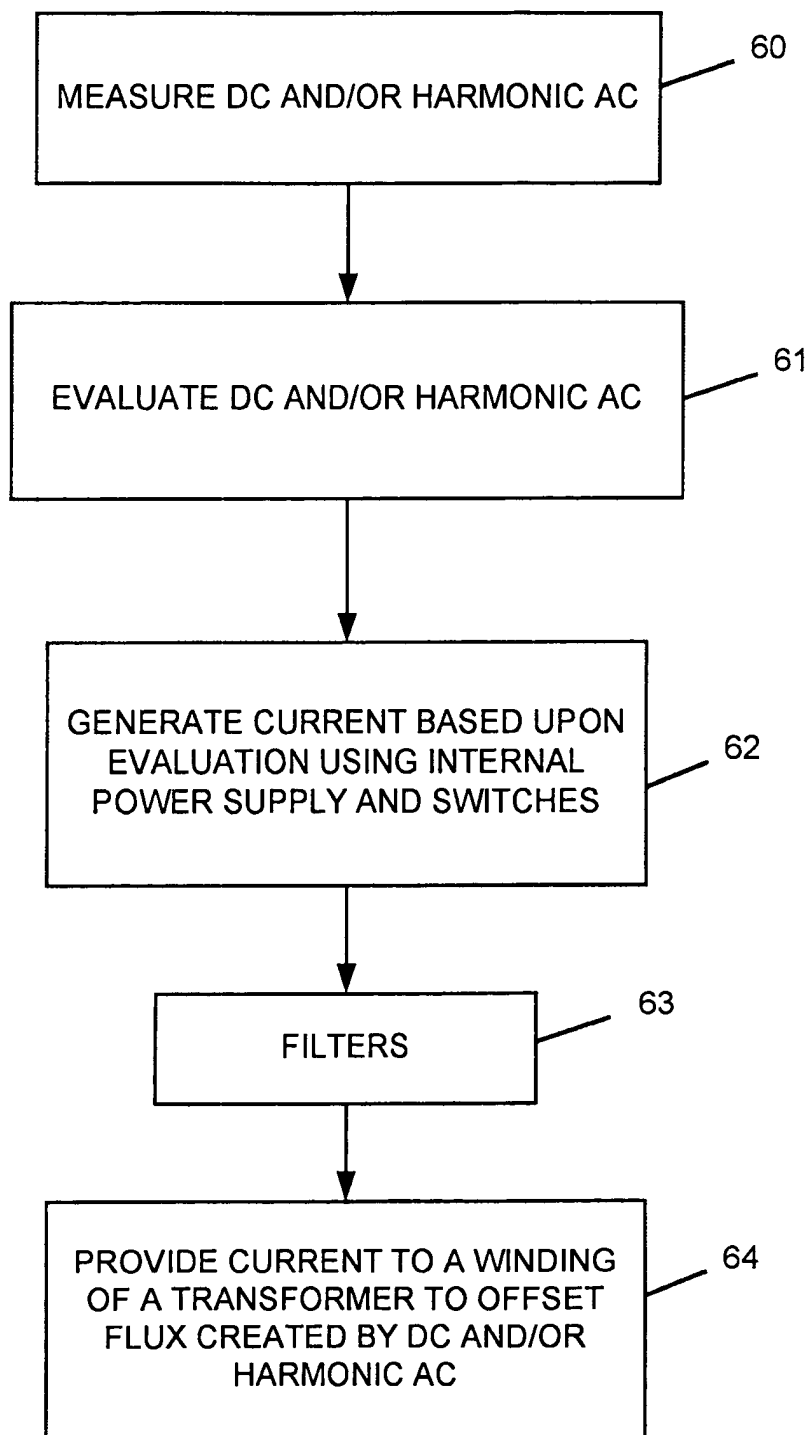 60
MEASURE DC AND/OR HARMONIC AC
61
EVALUATE DC AND/OR HARMONIC AC
GENERATE CURRENT BASED UPON
EVALUATION USING INTERNAL
POWER SUPPLY AND SWITCHES
62
63
FILTERS
64
PROVIDE CURRENT TO A WINDING
OF A TRANSFORMER TO OFFSET
FLUX CREATED BY DC AND/OR
HARMONIC AC